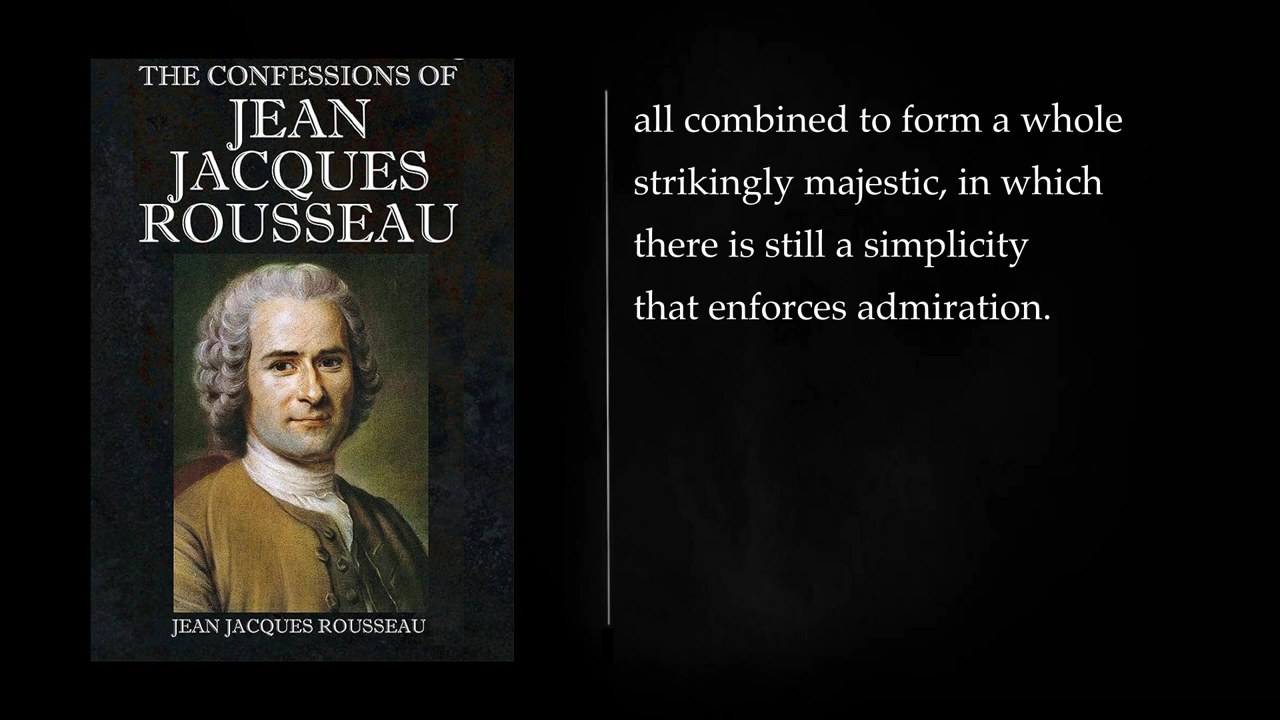 THE CONFESSIONS OF
JEAN
JACQUES
ROUSSEAU
JEAN JACQUES ROUSSEAU
all combined to form a whole
strikingly majestic, in which
there is still a simplicity
that enforces admiration.